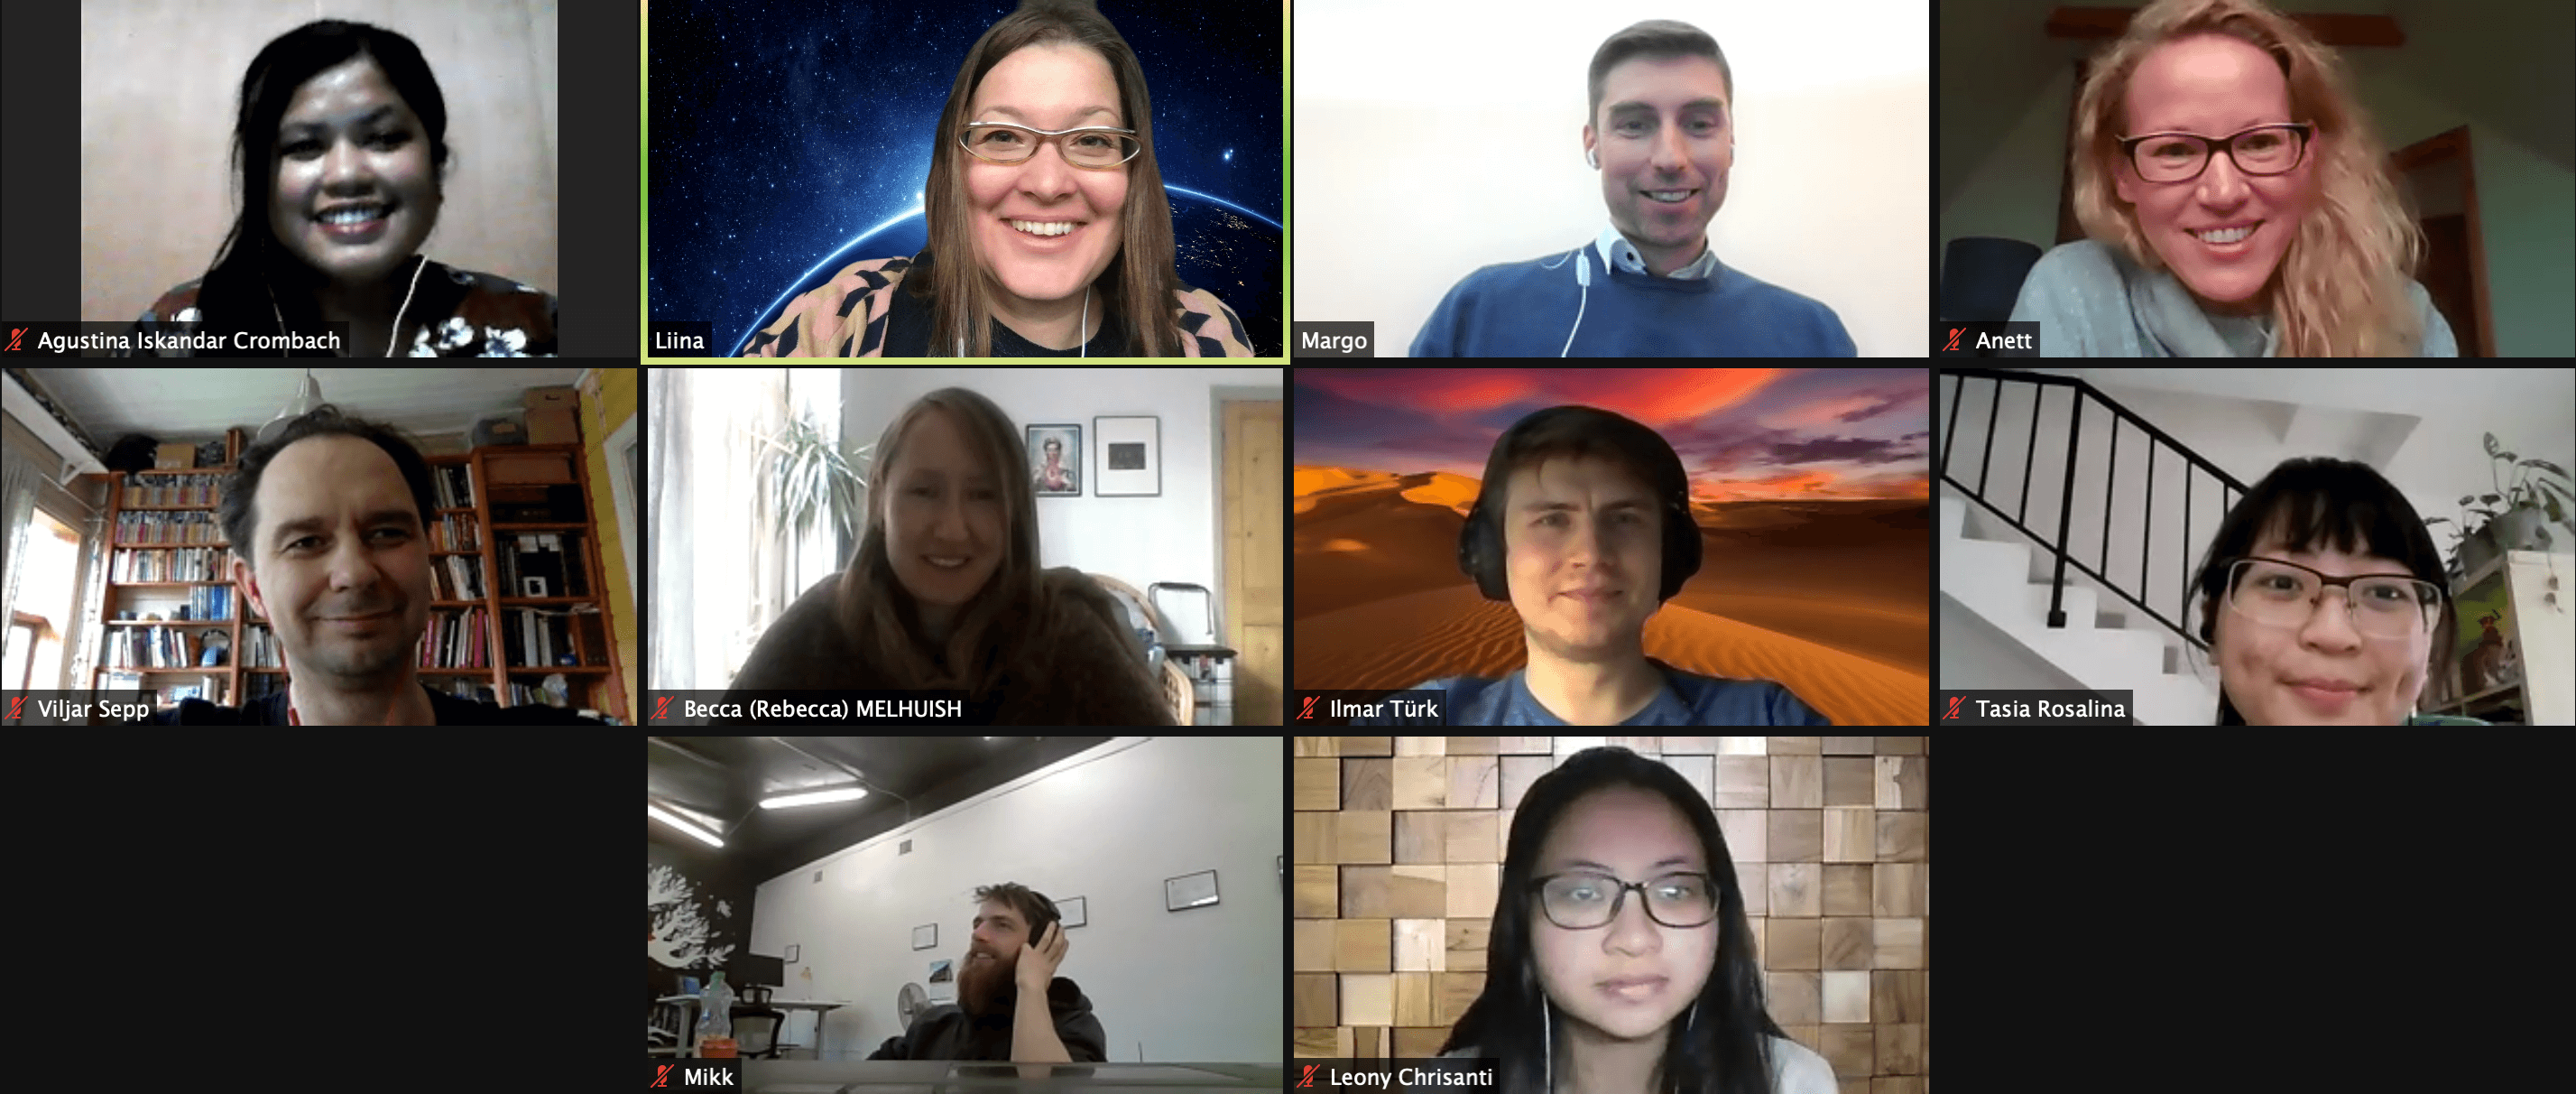 Agustina Iskandar Crombach
Liina
Margo
Anett
Viljar Sepp
Becca (Rebecca) MELHUISH
Ilmar Türk
Tasia Rosalina
Mikk
Leony Chrisanti